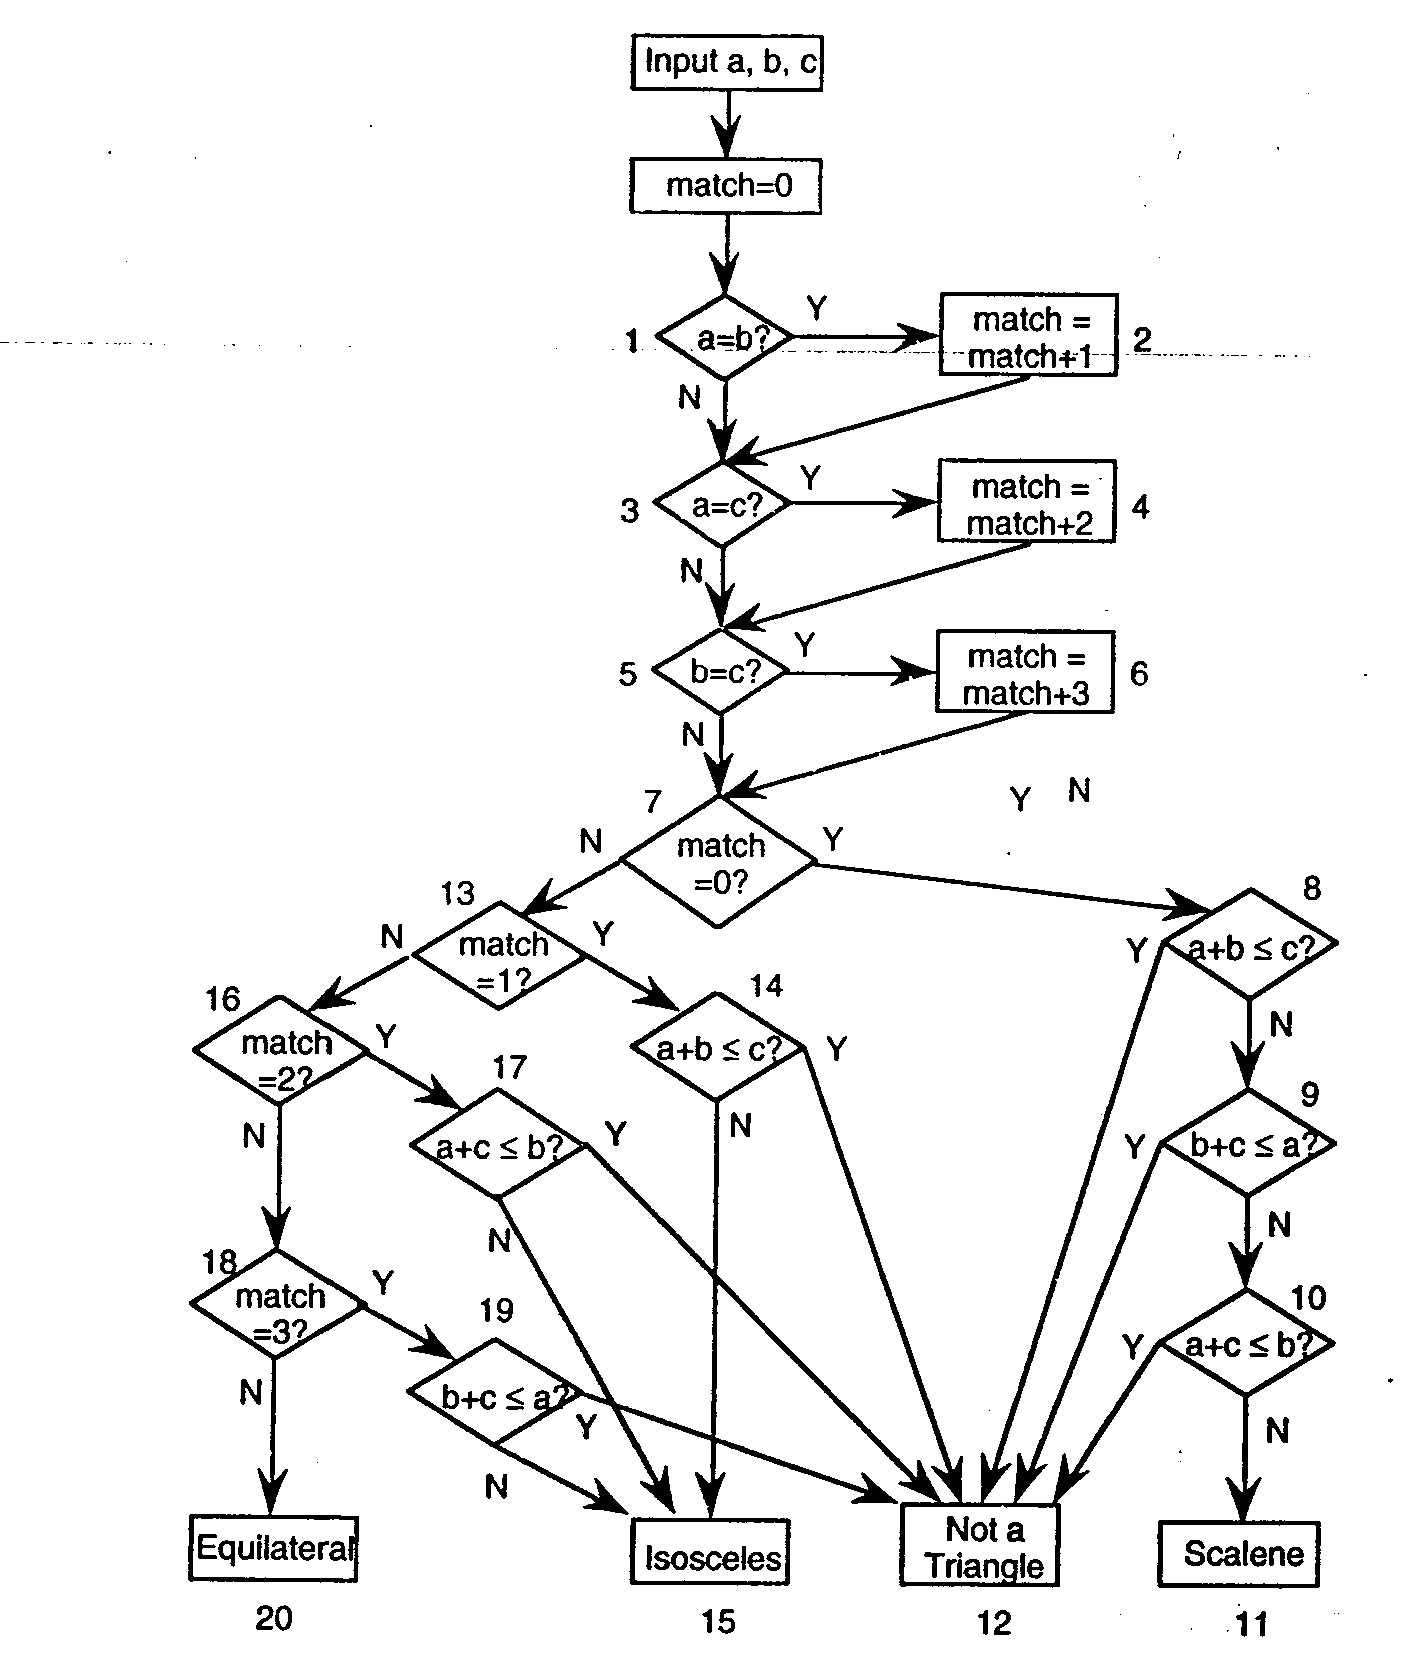 Input a, b, c
match=0
Y
1
a=b?
match =
match+1
2
N
Y
3
a=c?
match =
match+2
4
N
Y
5
b=c?
match =
match+3
6
N
Y N
7
N
match
=0?
Y
13
N
match
=1?
Y
8
Y
a+b ≤ c?
N
16
match
=2?
Y
14
a+b ≤ c?
Y
N
17
a+c ≤ b?
Y
N
N
9
Y
b+c ≤ a?
N
18
match
=3?
Y
19
b+c ≤ a?
Y
N
N
10
Y
a+c ≤ b?
N
Equilateral
Isosceles
Not a
Triangle
Scalene
20
15
12
11